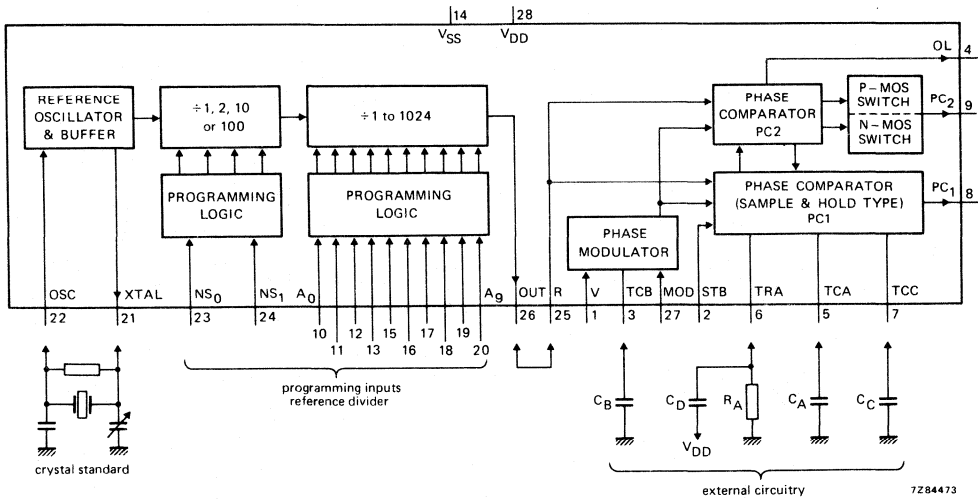 14
28
VSS
VDD
OL
4
REFERENCE
OSCILLATOR
& BUFFER
÷1, 2, 10
or 100
÷1 to 1024
PHASE
COMPARATOR
PC2
P-MOS
SWITCH
N-MOS
SWITCH
PC2
9
PROGRAMMING
LOGIC
PROGRAMMING
LOGIC
PHASE COMPARATOR
(SAMPLE & HOLD TYPE)
PC1
PC1
8
PHASE
MODULATOR
OSC
XTAL
NS0
NS1
A0
A9
OUT
R
V
TCB
MOD
STB
TRA
TCA
TCC
22
21
23
24
10
11
12
13
15
16
17
18
19
20
26
25
1
3
27
2
6
5
7
programming inputs
reference divider
CB
CD
RA
CA
CC
VDD
crystal standard
external circuitry
7Z84473